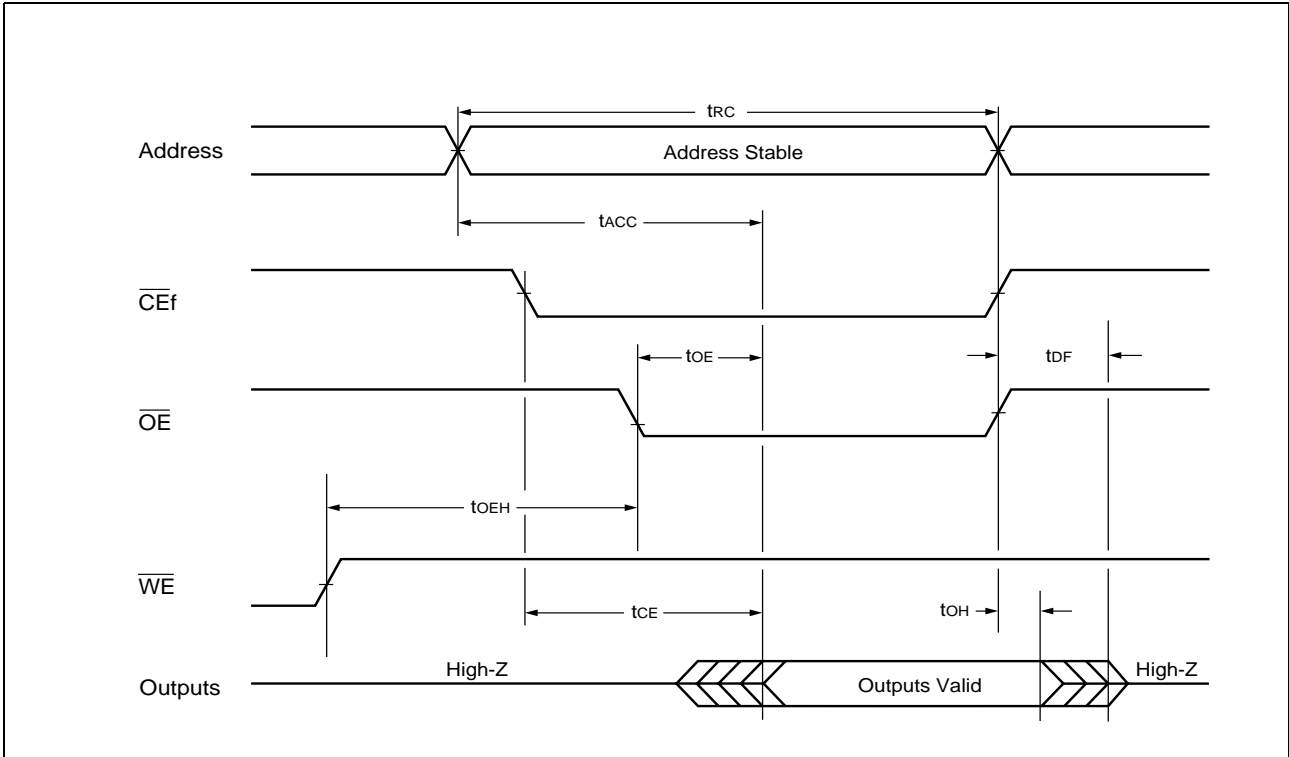 tRC
Address
Address Stable
tACC
CEf
tOE
tDF
OE
tOEH
WE
tCE
tOH
High-Z
High-Z
Outputs
Outputs Valid